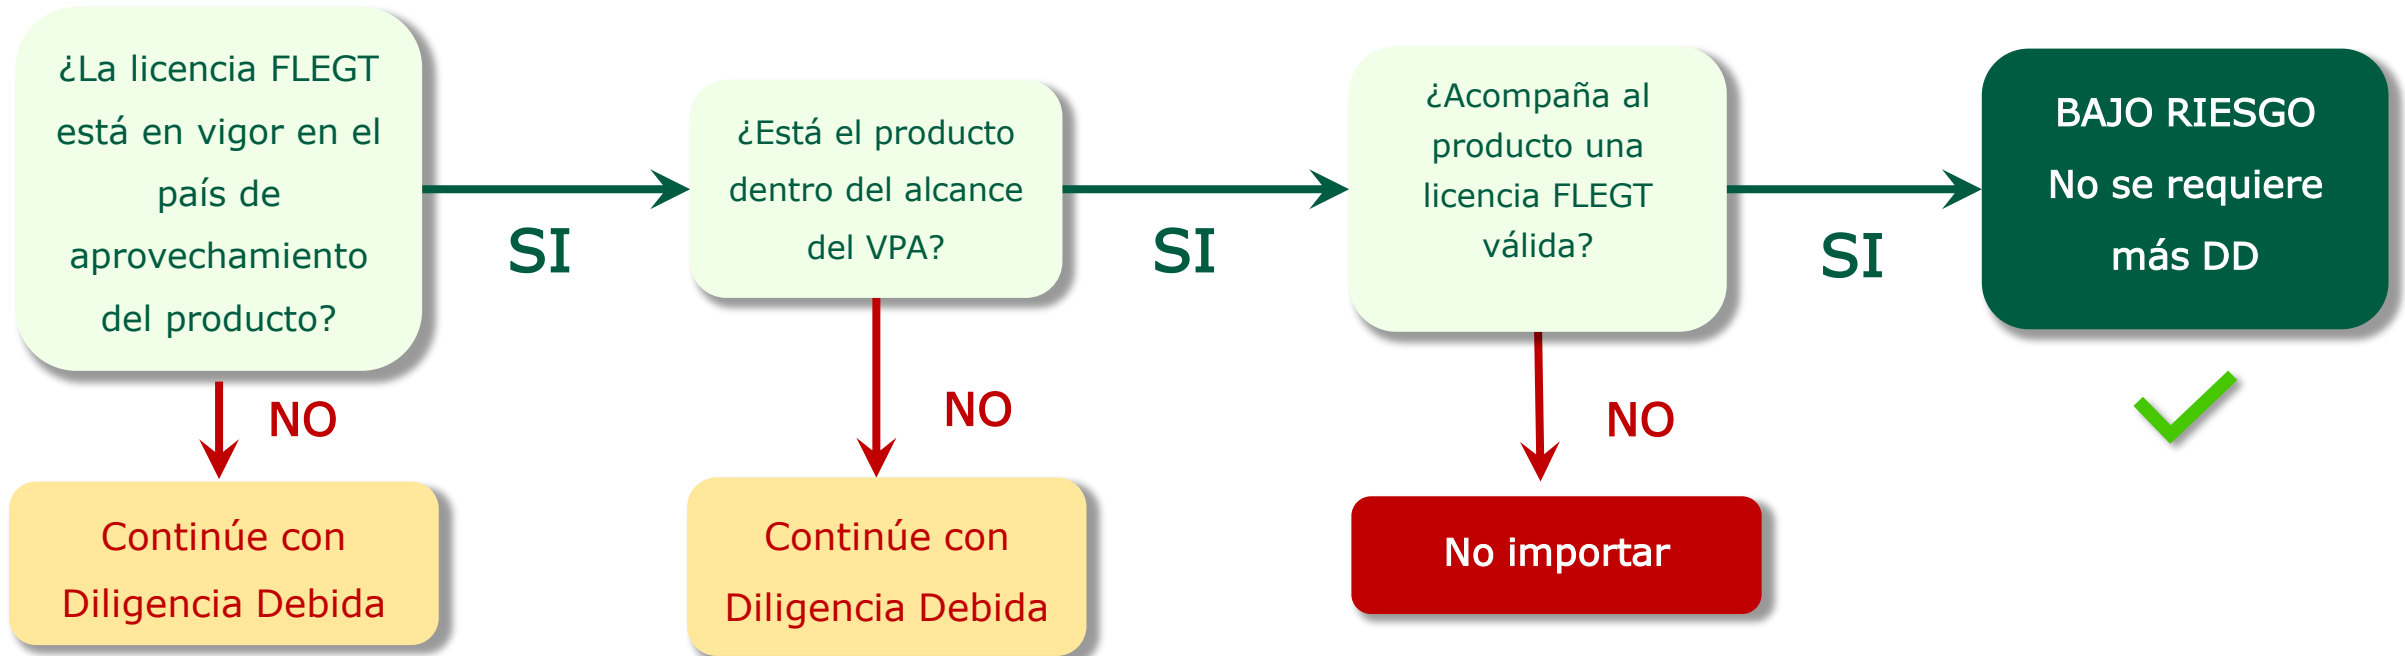 ¿La licencia FLEGT
está en vigor en el
país de
aprovechamiento
del producto?
SI
NO
Continúe con
Diligencia Debida
¿Está el producto
dentro del alcance
del VPA?
SI
NO
Continúe con
Diligencia Debida
¿Acompaña al
producto una
licencia FLEGT
válida?
SI
NO
No importar
BAJO RIESGO
No se requiere
más DD